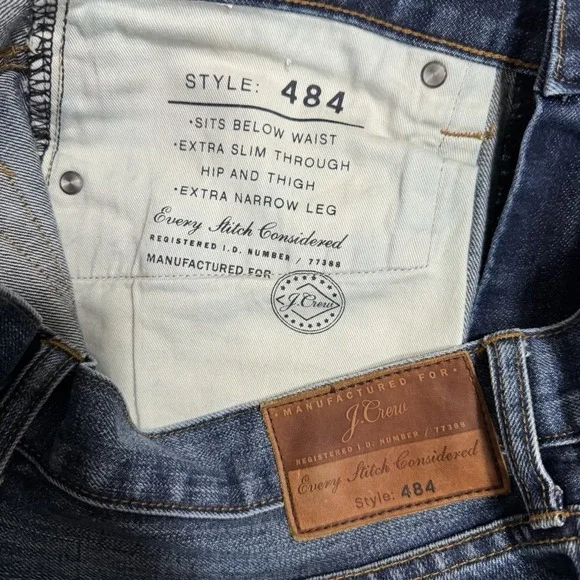 STYLE: 484
•SITS BELOW WAIST
•EXTRA SLIM THROUGH
HIP AND THIGH
•EXTRA NARROW LEG
Every Stitch Considered
REGISTERED I.D. NUMBER / 77388
MANUFACTURED FOR
J.Crew
•MANUFACTURED FOR•
J.Crew
REGISTERED I.D. NUMBER / 77388
Every Stitch Considered
Style: 484